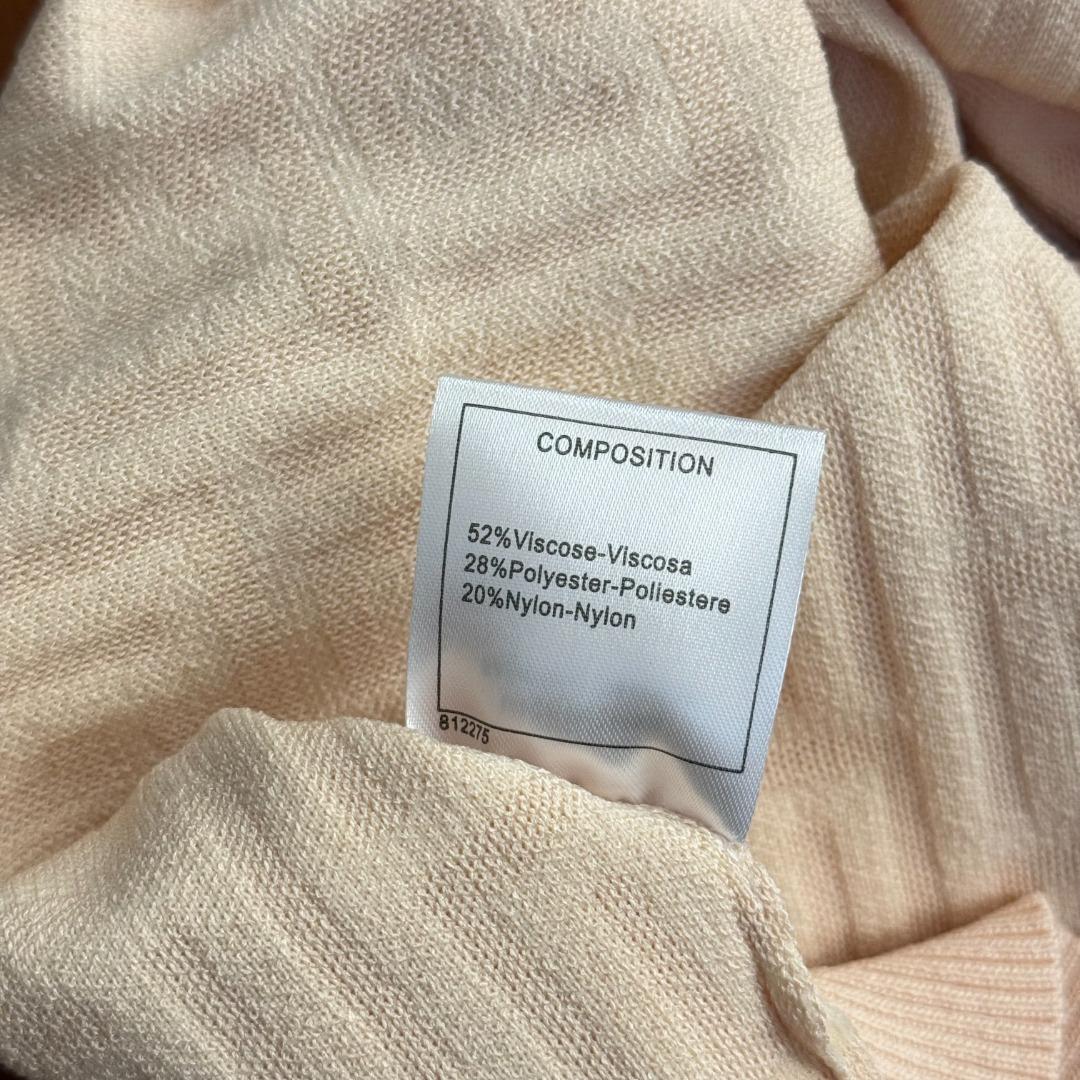 COMPOSITION
52%Viscose-Viscosa
28%Polyester-Poliestere
20%Nylon-Nylon
812275